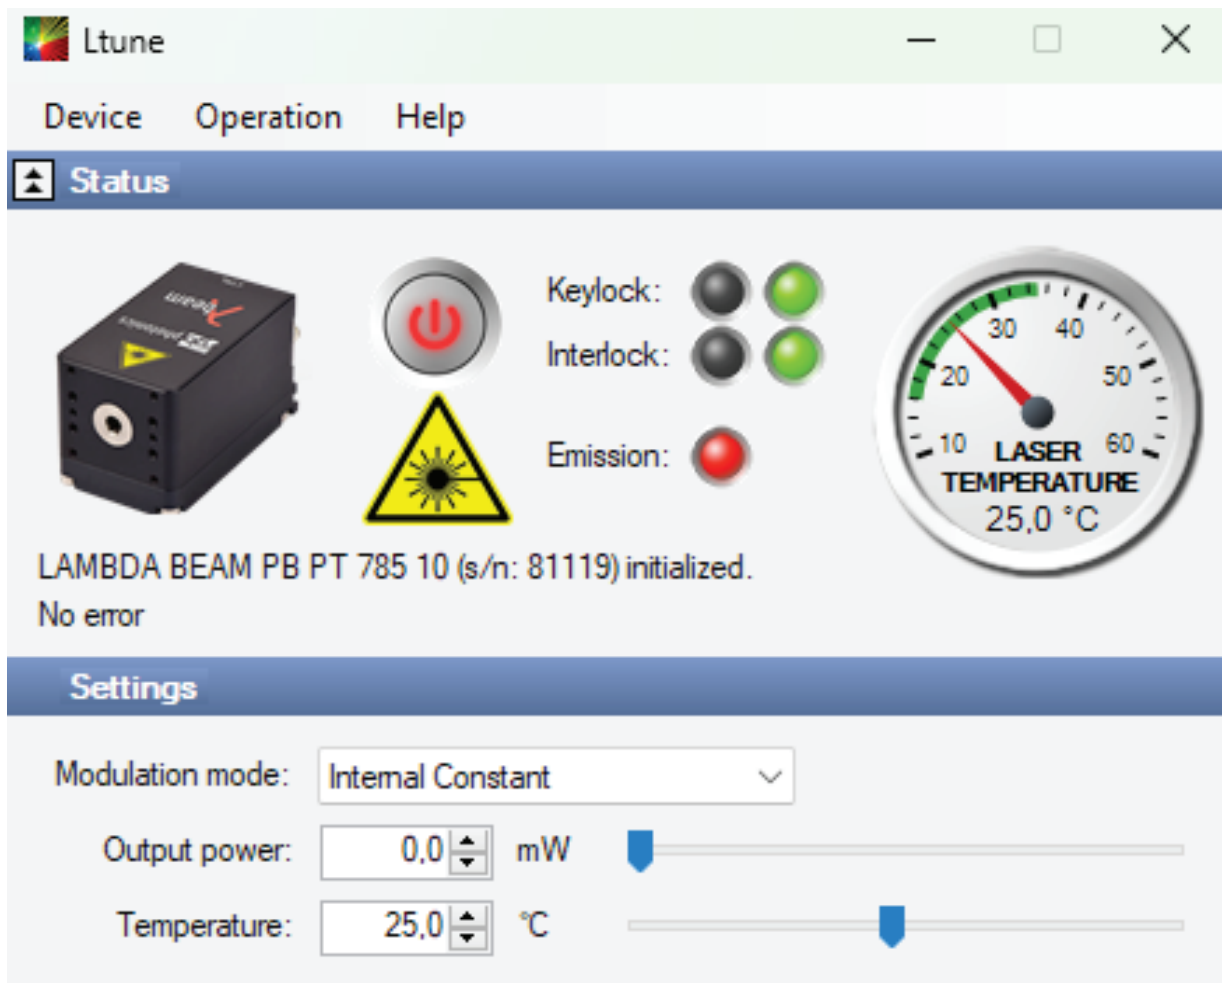 Ltune
Device Operation Help
Status
beam
photonics
Keylock:
Interlock:
Emission:
10 20 30 40 50 60
LASER
TEMPERATURE
25,0 °C
LAMBDA BEAM PB PT 785 10 (s/n: 81119) initialized.
No error
Settings
Modulation mode: Internal Constant
Output power: 0,0 mW
Temperature: 25,0 °C